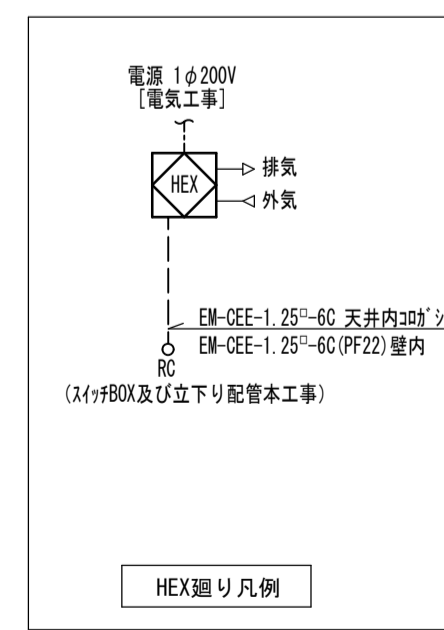 電源 1φ200V
[電気工事]
HEX
排気
外気
EM-CEE-1.25□-6C 天井内ｺﾛｶﾞｼ
EM-CEE-1.25□-6C(PF22)壁内
RC
(ｽｲｯﾁBOX及び立下り配管本工事)
HEX廻り凡例